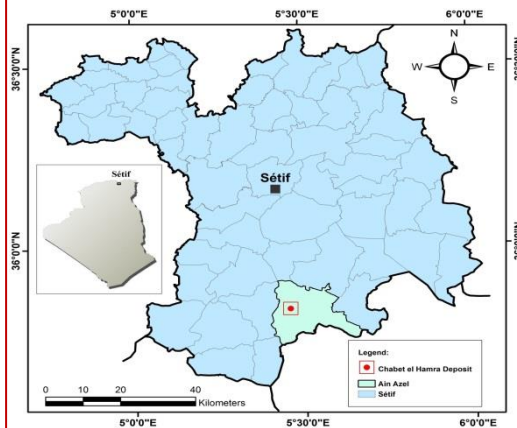 5°0'0"E 5°30'0"E 6°0'0"E
N
W E
S
36°30'0"N
Sétif
Sétif
36°0'0"N
Legend:
Chabet el Hamra Deposit
Ain Azel
Sétif
0 10 20 40
Kilometers
5°0'0"E 5°30'0"E 6°0'0"E